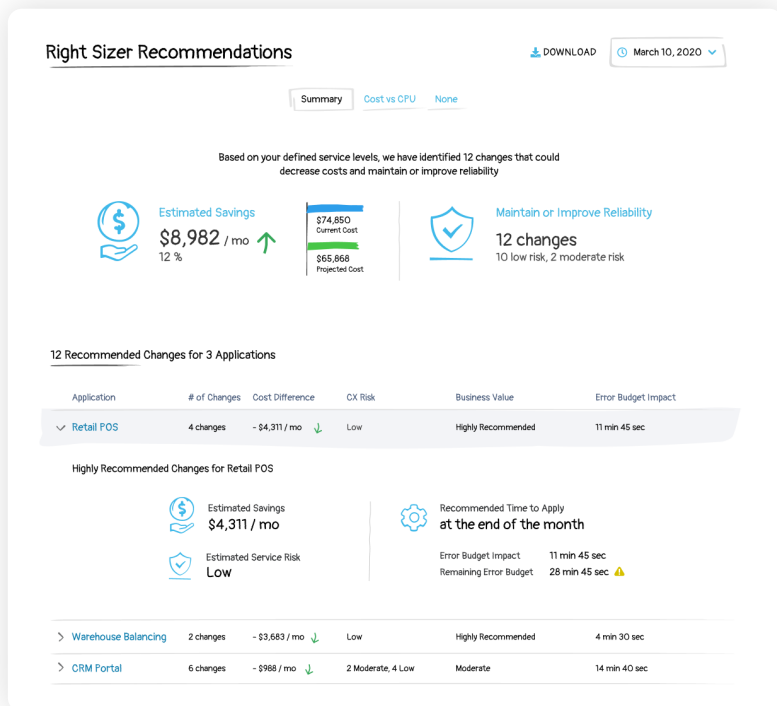 Right Sizer Recommendations
DOWNLOAD
March 10, 2020
Summary
Cost vs CPU
None
Based on your defined service levels, we have identified 12 changes that could
decrease costs and maintain or improve reliability
Estimated Savings
$8,982 / mo
12 %
$74,850
Current Cost
$65,868
Projected Cost
Maintain or Improve Reliability
12 changes
10 low risk, 2 moderate risk
12 Recommended Changes for 3 Applications
Application # of Changes Cost Difference CX Risk Business Value Error Budget Impact
Retail POS 4 changes - $4,311 / mo Low Highly Recommended 11 min 45 sec
Highly Recommended Changes for Retail POS
Estimated Savings
$4,311 / mo
Estimated Service Risk
Low
Recommended Time to Apply
at the end of the month
Error Budget Impact 11 min 45 sec
Remaining Error Budget 28 min 45 sec
Warehouse Balancing 2 changes - $3,683 / mo Low Highly Recommended 4 min 30 sec
CRM Portal 6 changes - $988 / mo 2 Moderate, 4 Low Moderate 14 min 40 sec